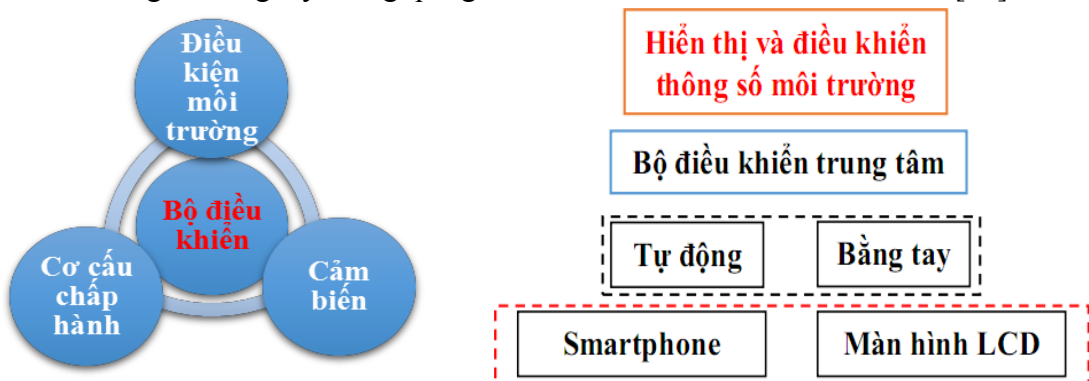 Điều
kiện
môi
trường
Bộ điều
khiển
Cơ cấu
chấp
hành
Cảm
biến
Hiển thị và điều khiển
thông số môi trường
Bộ điều khiển trung tâm
Tự động
Bằng tay
Smartphone
Màn hình LCD